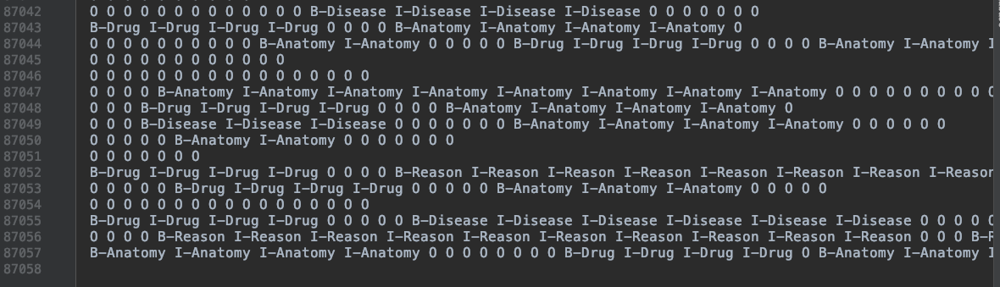 87042 O O O O O O O O O O O O O B-Disease I-Disease I-Disease I-Disease O O O O O O O
87043 B-Drug I-Drug I-Drug I-Drug O O O O B-Anatomy I-Anatomy I-Anatomy I-Anatomy O
87044 O O O O O O O O O O B-Anatomy I-Anatomy O O O O O B-Drug I-Drug I-Drug I-Drug O O O O B-Anatomy I-Anatomy I
87045 O O O O O O O O O O O O
87046 O O O O O O O O O O O O O O O O O
87047 O O O O B-Anatomy I-Anatomy I-Anatomy I-Anatomy I-Anatomy I-Anatomy I-Anatomy I-Anatomy O O O O O O O O O O
87048 O O O B-Drug I-Drug I-Drug I-Drug O O O O B-Anatomy I-Anatomy I-Anatomy I-Anatomy O
87049 O O O B-Disease I-Disease I-Disease O O O O O O O B-Anatomy I-Anatomy I-Anatomy I-Anatomy O O O O O O
87050 O O O O O B-Anatomy I-Anatomy O O O O O O O
87051 O O O O O O O
87052 B-Drug I-Drug I-Drug I-Drug O O O O B-Reason I-Reason I-Reason I-Reason I-Reason I-Reason I-Reason I-Reason
87053 O O O O O B-Drug I-Drug I-Drug I-Drug O O O O O B-Anatomy I-Anatomy I-Anatomy O O O O O
87054 O O O O O O O O O O O O O O O O O
87055 B-Drug I-Drug I-Drug I-Drug O O O O O B-Disease I-Disease I-Disease I-Disease I-Disease I-Disease O O O O O
87056 O O O O B-Reason I-Reason I-Reason I-Reason I-Reason I-Reason I-Reason I-Reason I-Reason I-Reason O O O B-R
87057 B-Anatomy I-Anatomy I-Anatomy I-Anatomy O O O O O O O O B-Drug I-Drug I-Drug I-Drug O B-Anatomy I-Anatomy I
87058